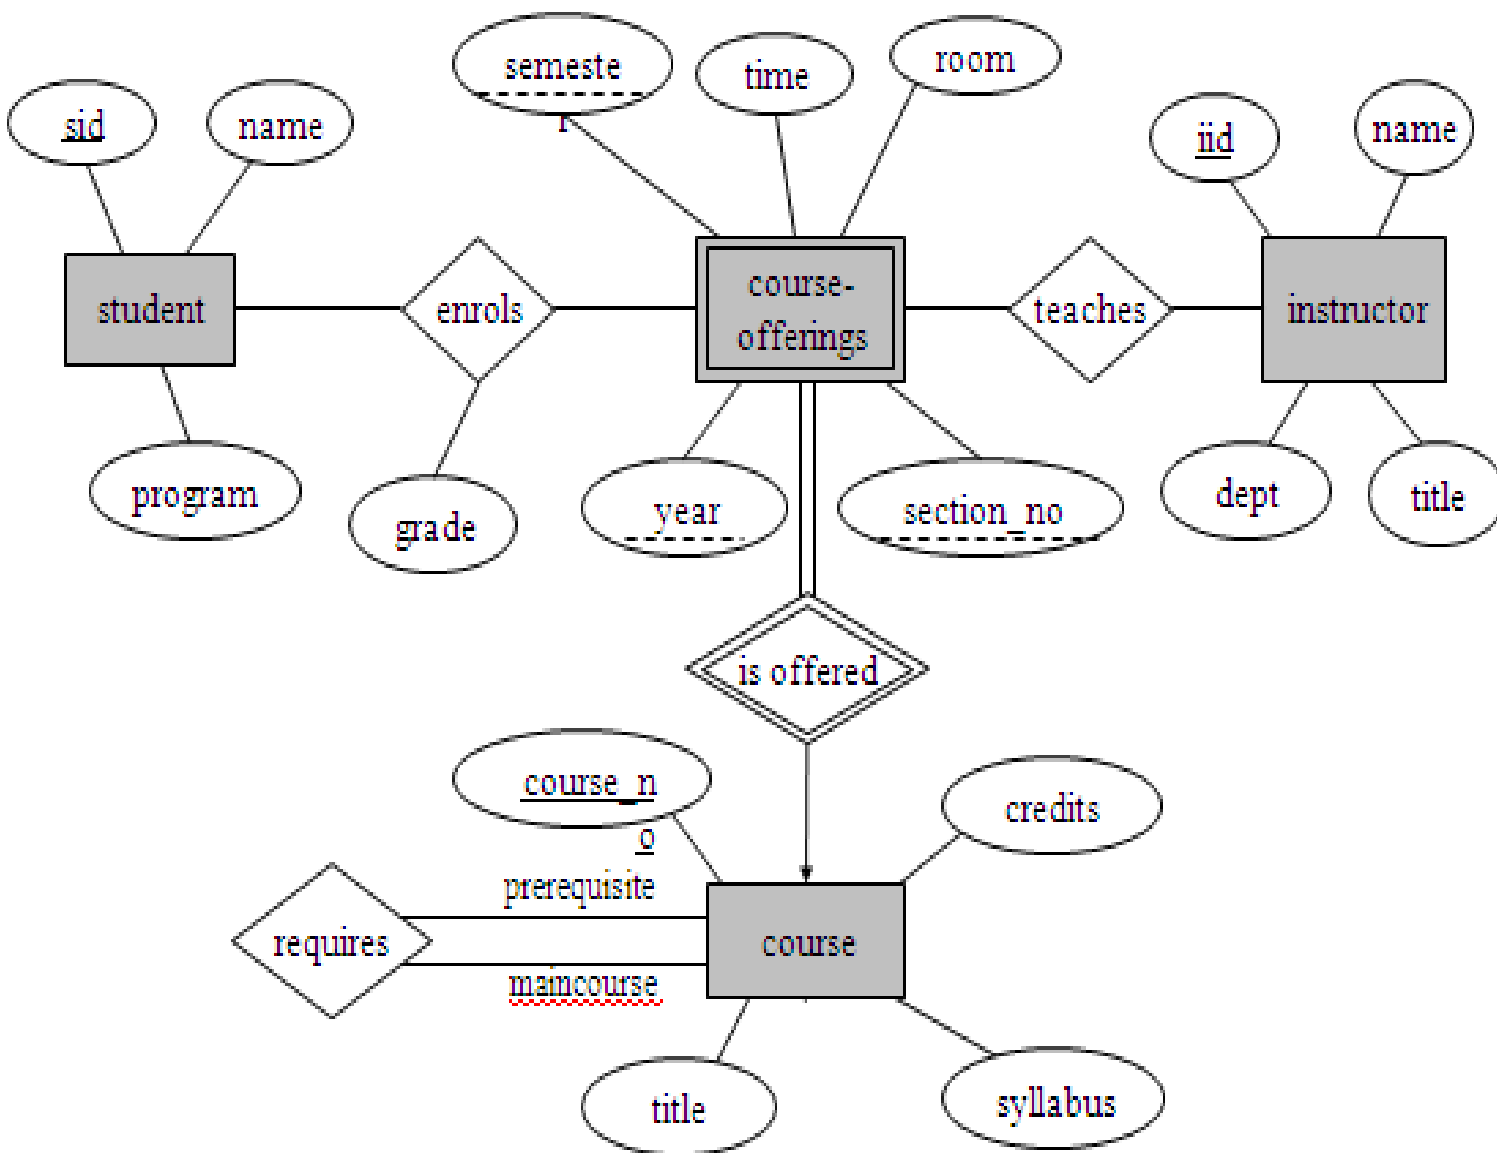 semeste
r
time
room
sid
name
iid
name
student
enrols
course-
offerings
teaches
instructor
program
grade
year
section_no
dept
title
is offered
course_n
o
credits
prerequisite
requires
course
maincourse
title
syllabus